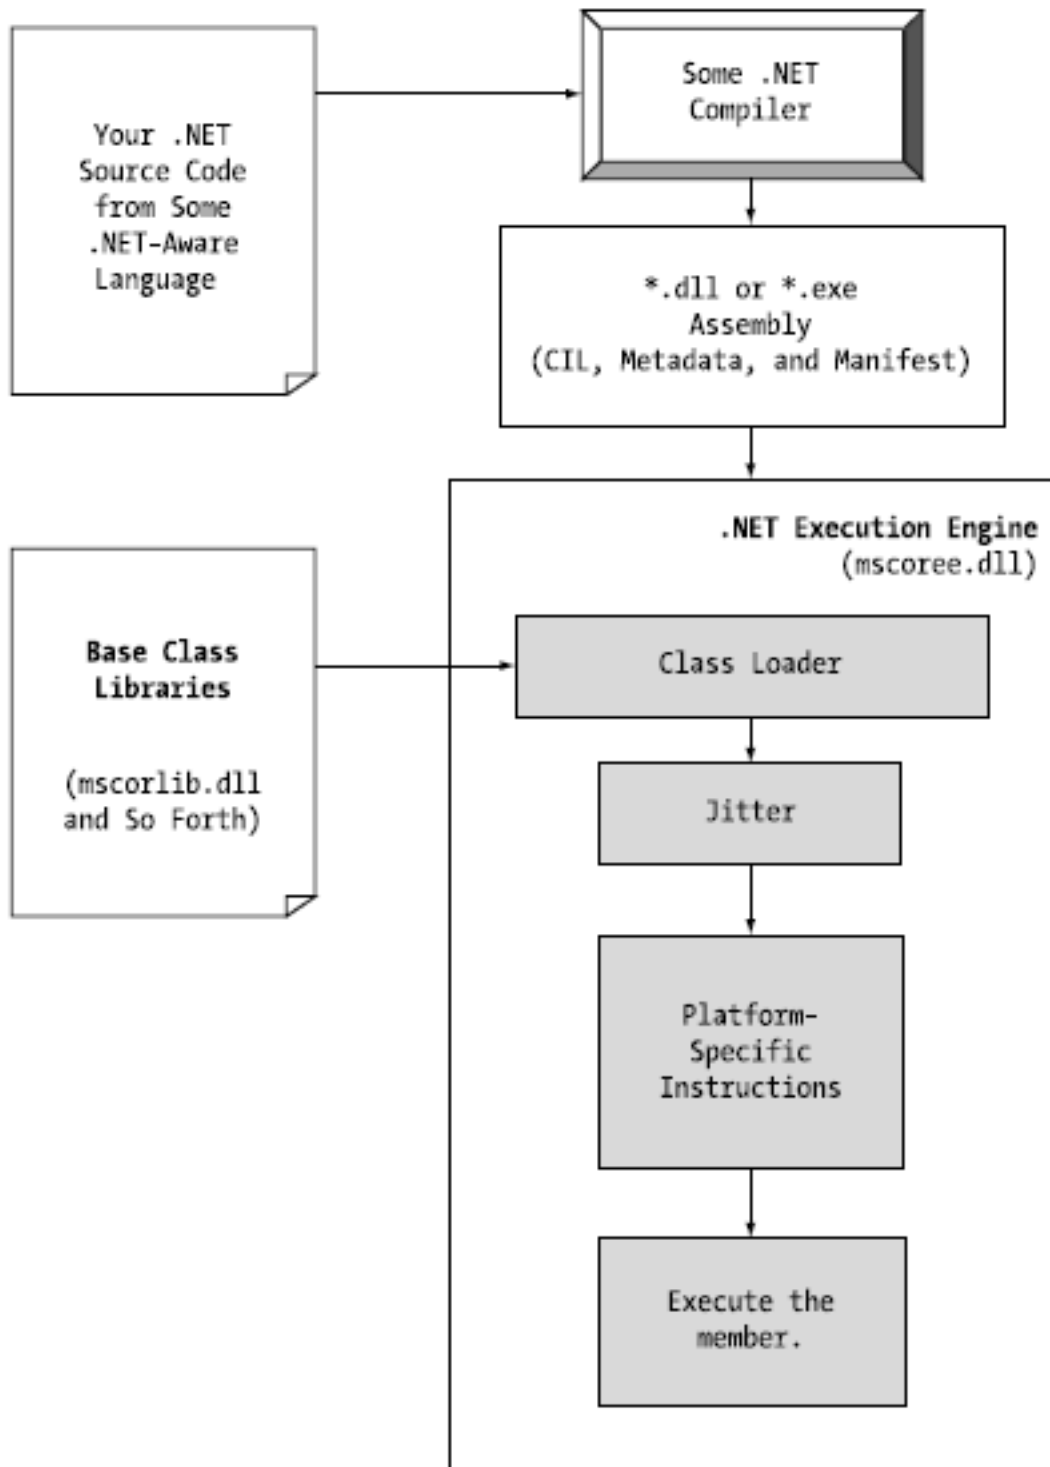 Your .NET
Source Code
from Some
.NET-Aware
Language
Some .NET
Compiler
*.dll or *.exe
Assembly
(CIL, Metadata, and Manifest)
.NET Execution Engine
(mscoree.dll)
Base Class
Libraries
(mscorlib.dll
and So Forth)
Class Loader
Jitter
Platform-
Specific
Instructions
Execute the
member.